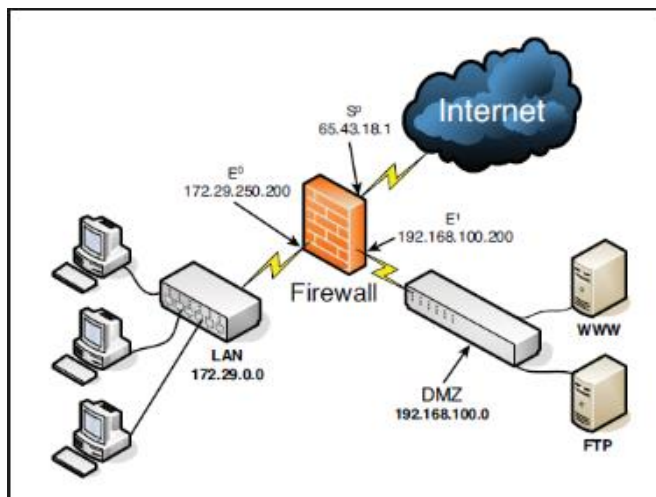 Internet
S⁰
65.43.18.1
E⁰
172.29.250.200
E¹
192.168.100.200
Firewall
LAN
172.29.0.0
WWW
DMZ
192.168.100.0
FTP